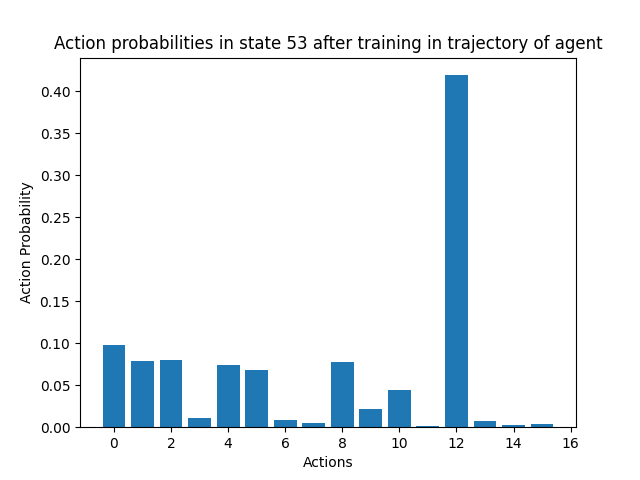 Action probabilities in state 53 after training in trajectory of agent
0.40
0.35
0.30
0.25
0.20
0.15
0.10
0.05
0.00
Action Probability
0 2 4 6 8 10 12 14 16
Actions